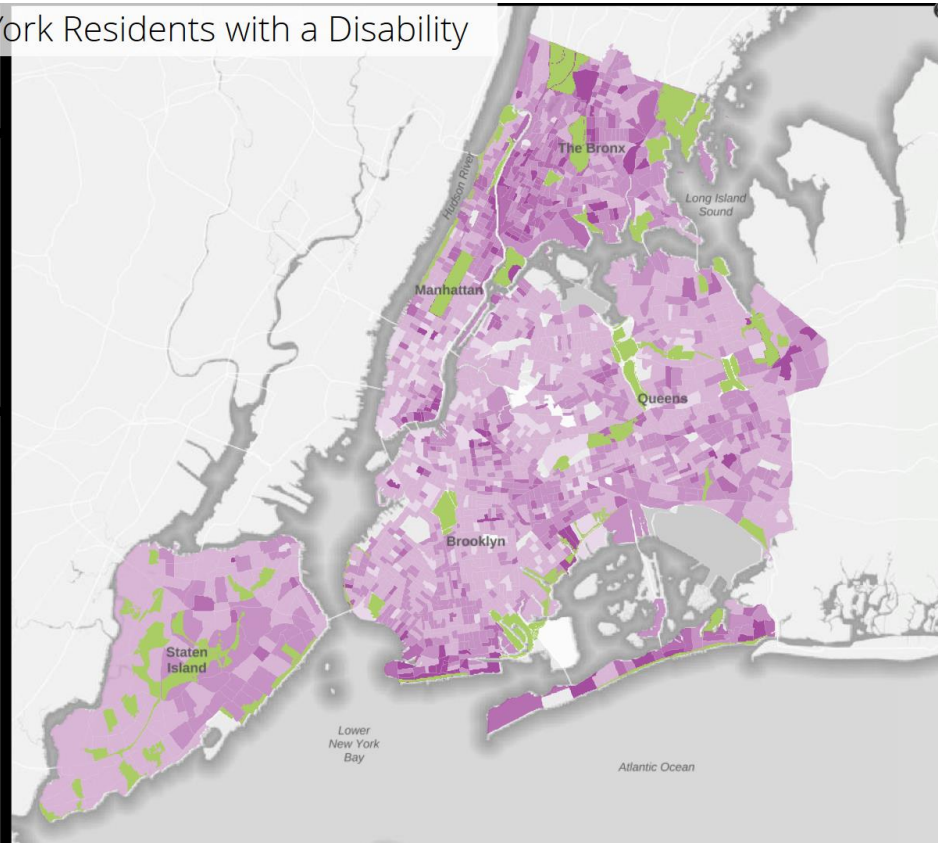 ork Residents with a Disability
The Bronx
Hudson River
Long Island
Sound
Manhattan
Queens
Brooklyn
Staten
Island
Lower
New York
Bay
Atlantic Ocean